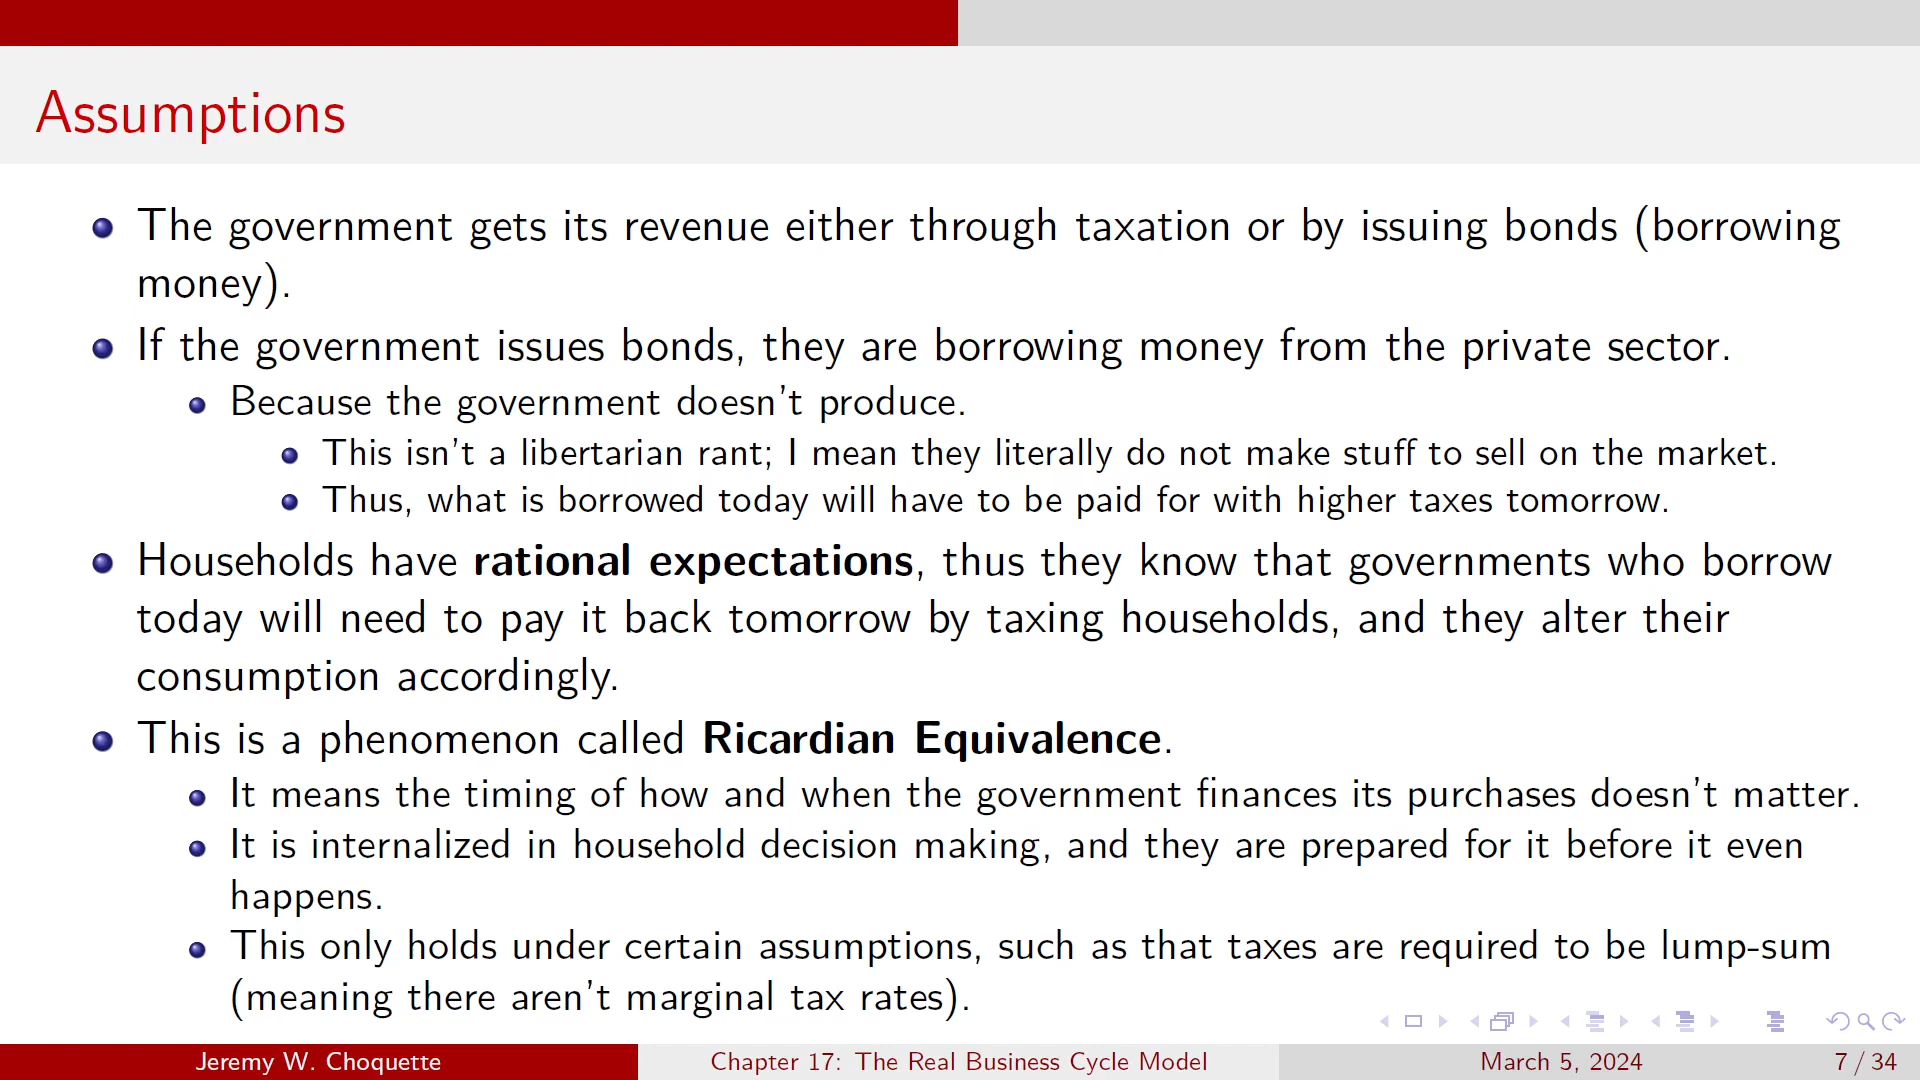 Assumptions
The government gets its revenue either through taxation or by issuing bonds (borrowing
money).
If the government issues bonds, they are borrowing money from the private sector.
Because the government doesn't produce.
This isn't a libertarian rant; I mean they literally do not make stuff to sell on the market.
Thus, what is borrowed today will have to be paid for with higher taxes tomorrow.
Households have rational expectations, thus they know that governments who borrow
today will need to pay it back tomorrow by taxing households, and they alter their
consumption accordingly.
This is a phenomenon called Ricardian Equivalence.
It means the timing of how and when the government finances its purchases doesn't matter.
It is internalized in household decision making, and they are prepared for it before it even
happens.
This only holds under certain assumptions, such as that taxes are required to be lump-sum
(meaning there aren't marginal tax rates).
Jeremy W. Choquette Chapter 17: The Real Business Cycle Model March 5, 2024 7 / 34